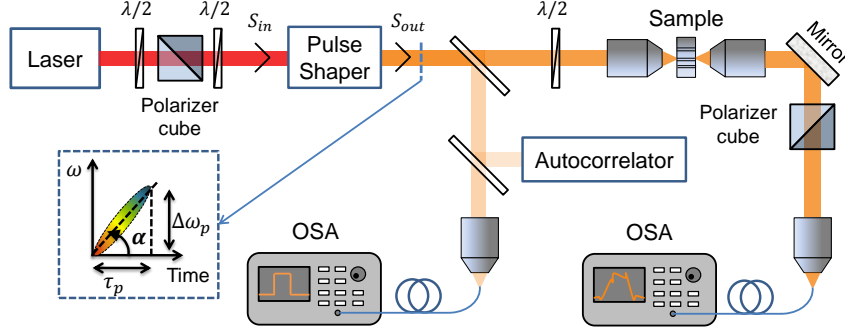 λ/2
λ/2
S_in
S_out
λ/2
Sample
Mirror
Laser
Pulse
Shaper
Polarizer
cube
Polarizer
cube
Autocorrelator
ω
α
Δω_p
Time
τ_p
OSA
OSA